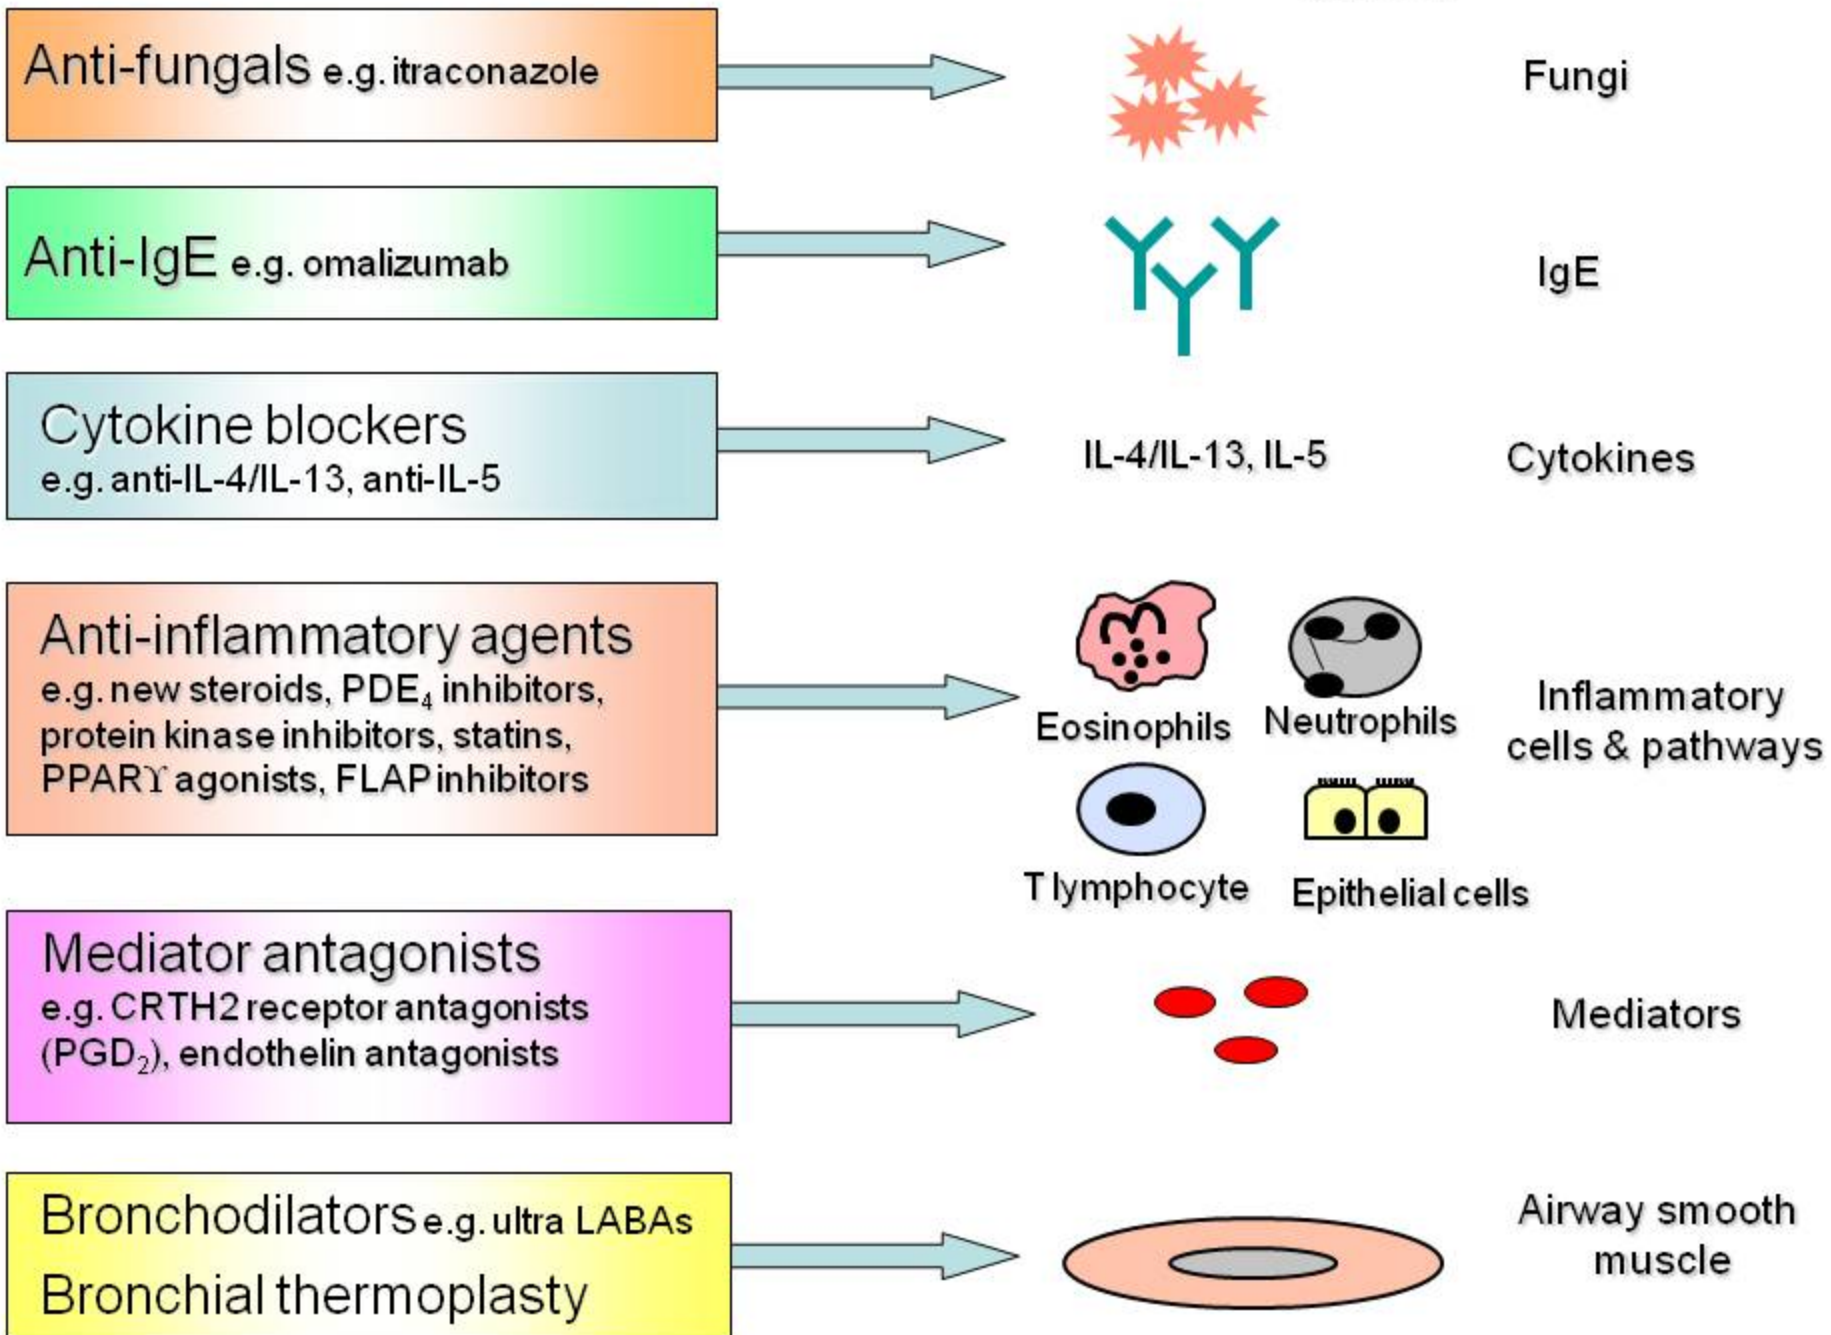 Anti-fungals e.g. itraconazole
Fungi
Anti-IgE e.g. omalizumab
IgE
Cytokine blockers
e.g. anti-IL-4/IL-13, anti-IL-5
IL-4/IL-13, IL-5
Cytokines
Anti-inflammatory agents
e.g. new steroids, PDE₄ inhibitors,
protein kinase inhibitors, statins,
PPARϒ agonists, FLAP inhibitors
Eosinophils
Neutrophils
T lymphocyte
Epithelial cells
Inflammatory
cells & pathways
Mediator antagonists
e.g. CRTH2 receptor antagonists
(PGD₂), endothelin antagonists
Mediators
Bronchodilators e.g. ultra LABAs
Bronchial thermoplasty
Airway smooth
muscle